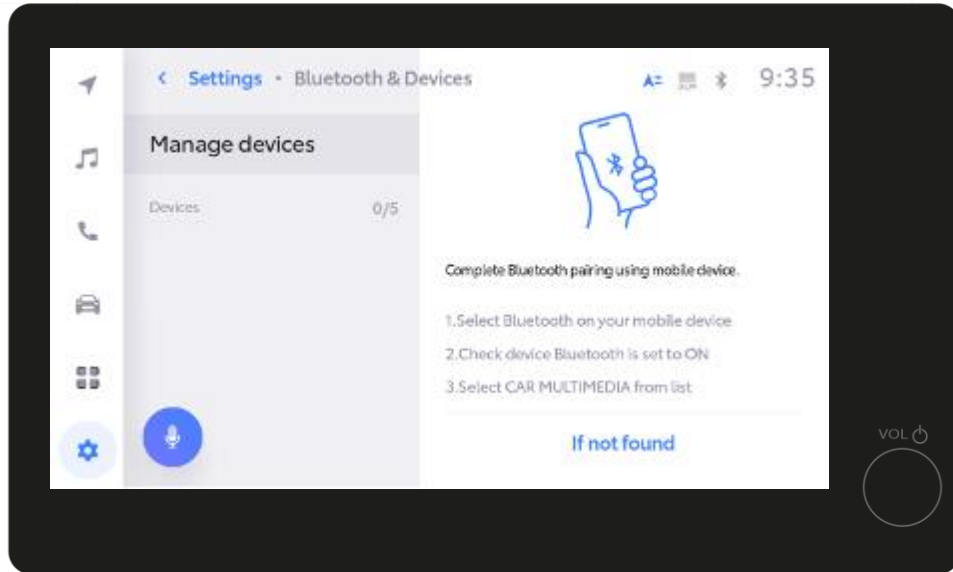 Settings • Bluetooth & Devices
A 9:35
Manage devices
Devices 0/5
Complete Bluetooth pairing using mobile device.
1.Select Bluetooth on your mobile device
2.Check device Bluetooth is set to ON
3.Select CAR MULTIMEDIA from list
If not found
VOL